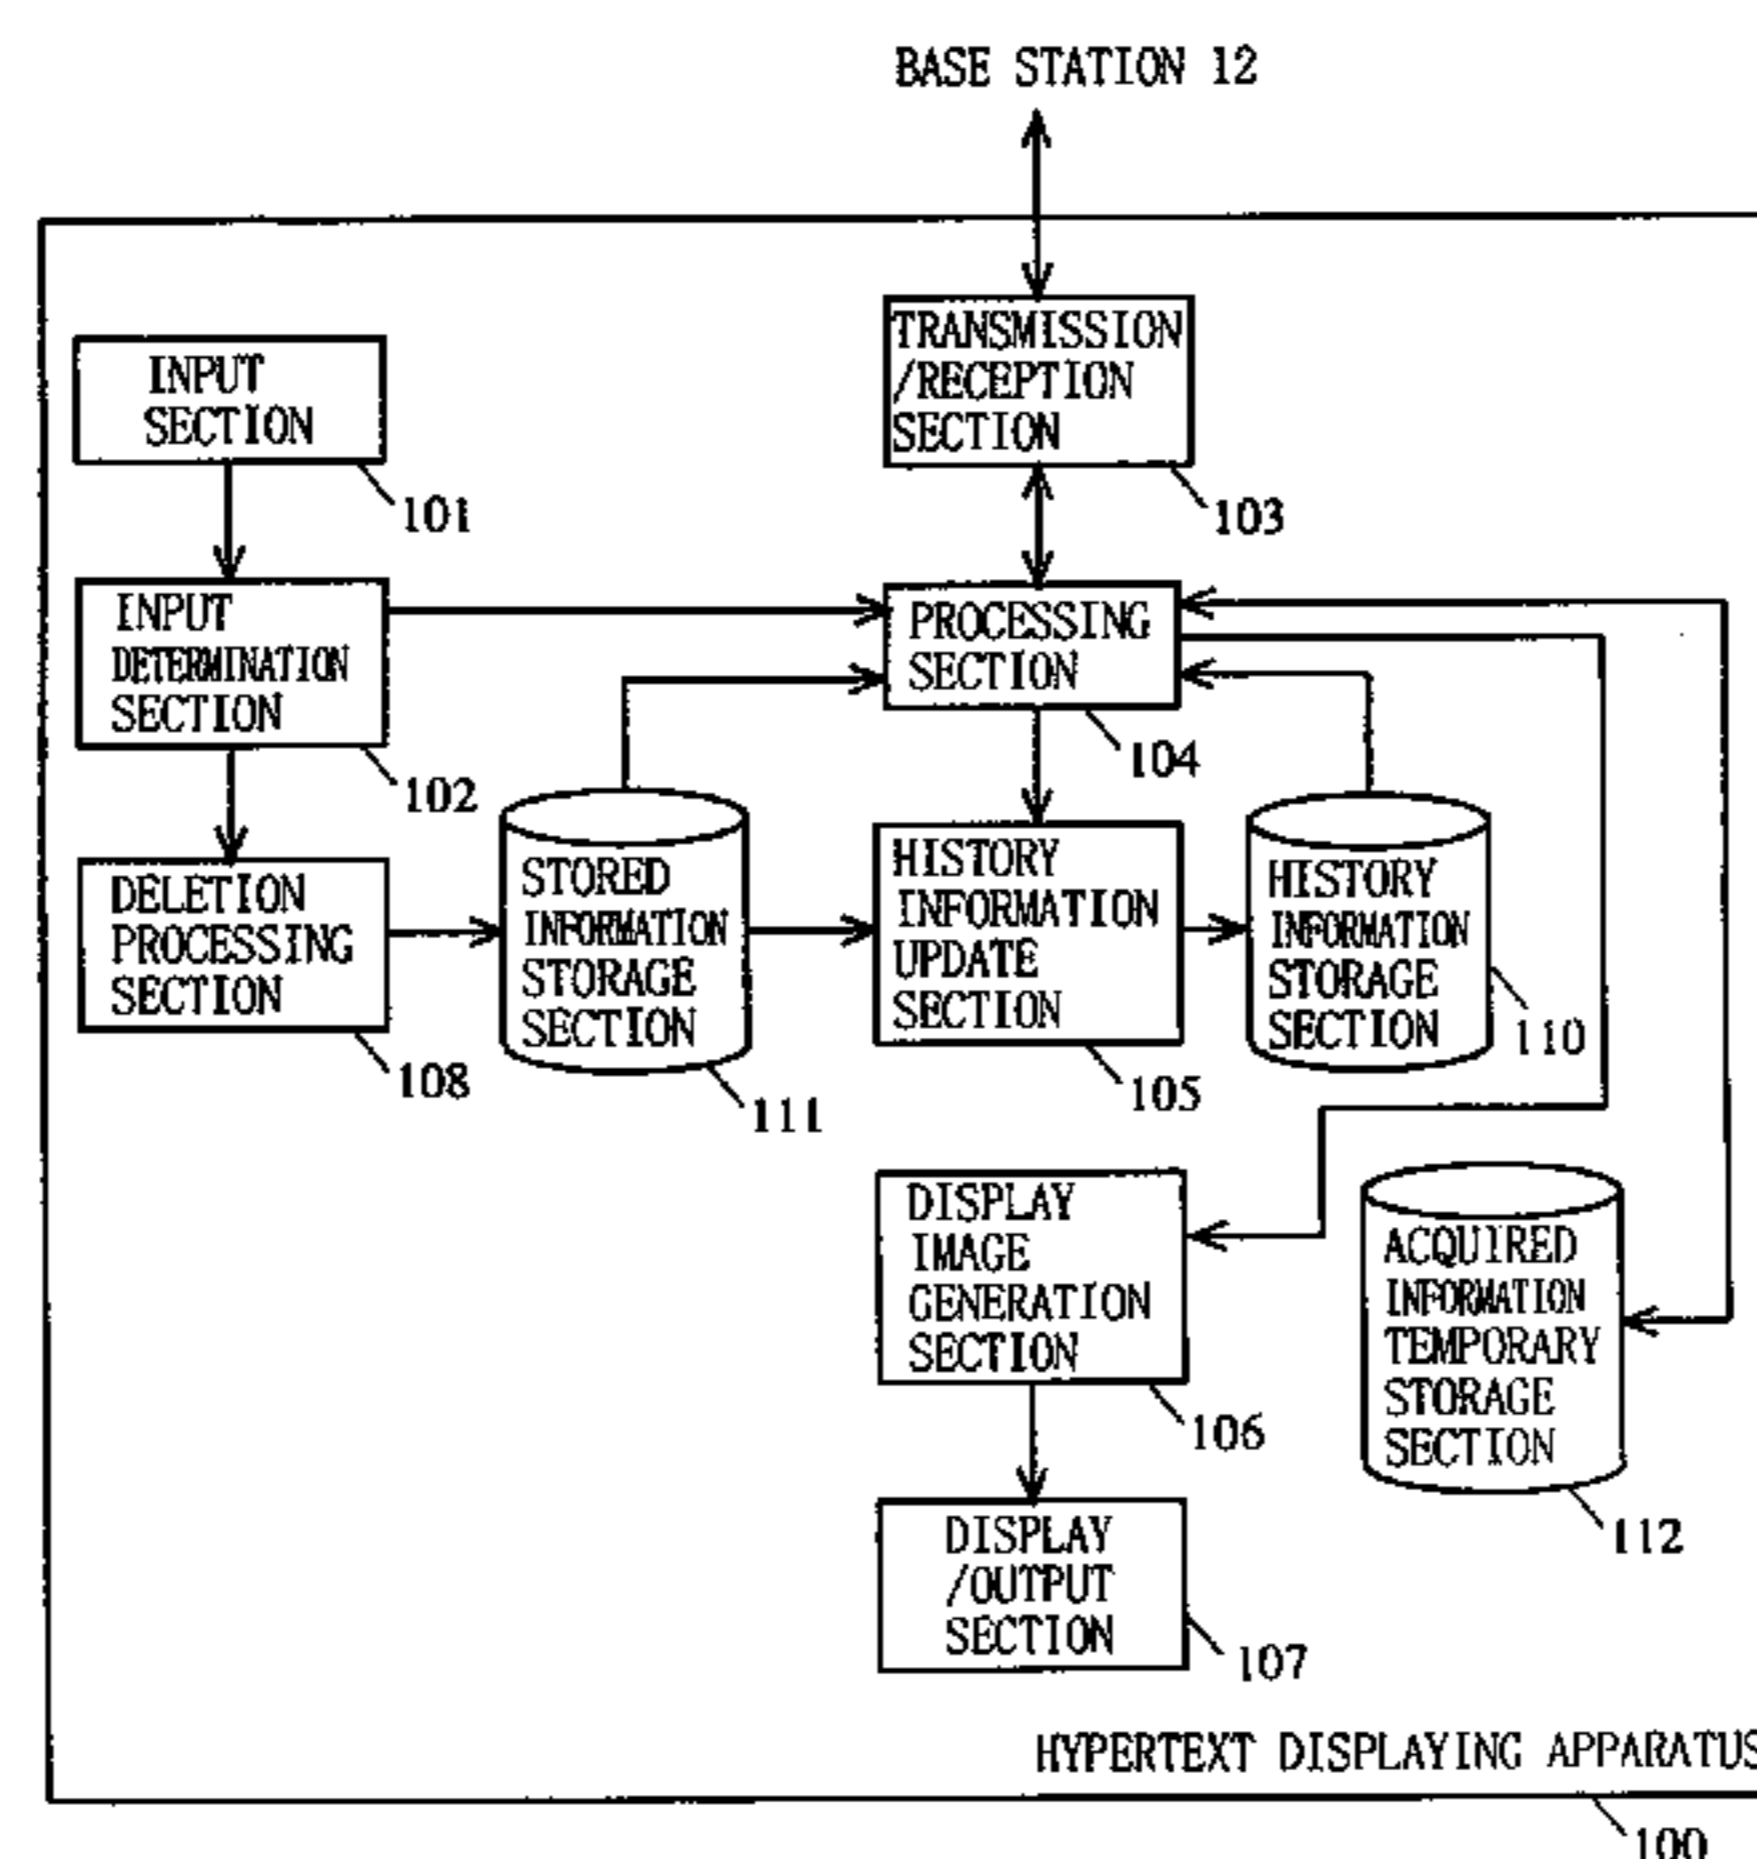 BASE STATION 12
TRANSMISSION
/RECEPTION
SECTION
103
INPUT
SECTION
101
INPUT
DETERMINATION
SECTION
102
PROCESSING
SECTION
104
DELETION
PROCESSING
SECTION
108
STORED
INFORMATION
STORAGE
SECTION
111
HISTORY
INFORMATION
UPDATE
SECTION
105
HISTORY
INFORMATION
STORAGE
SECTION
110
DISPLAY
IMAGE
GENERATION
SECTION
106
ACQUIRED
INFORMATION
TEMPORARY
STORAGE
SECTION
112
DISPLAY
/OUTPUT
SECTION
107
HYPERTEXT DISPLAYING APPARATUS
100